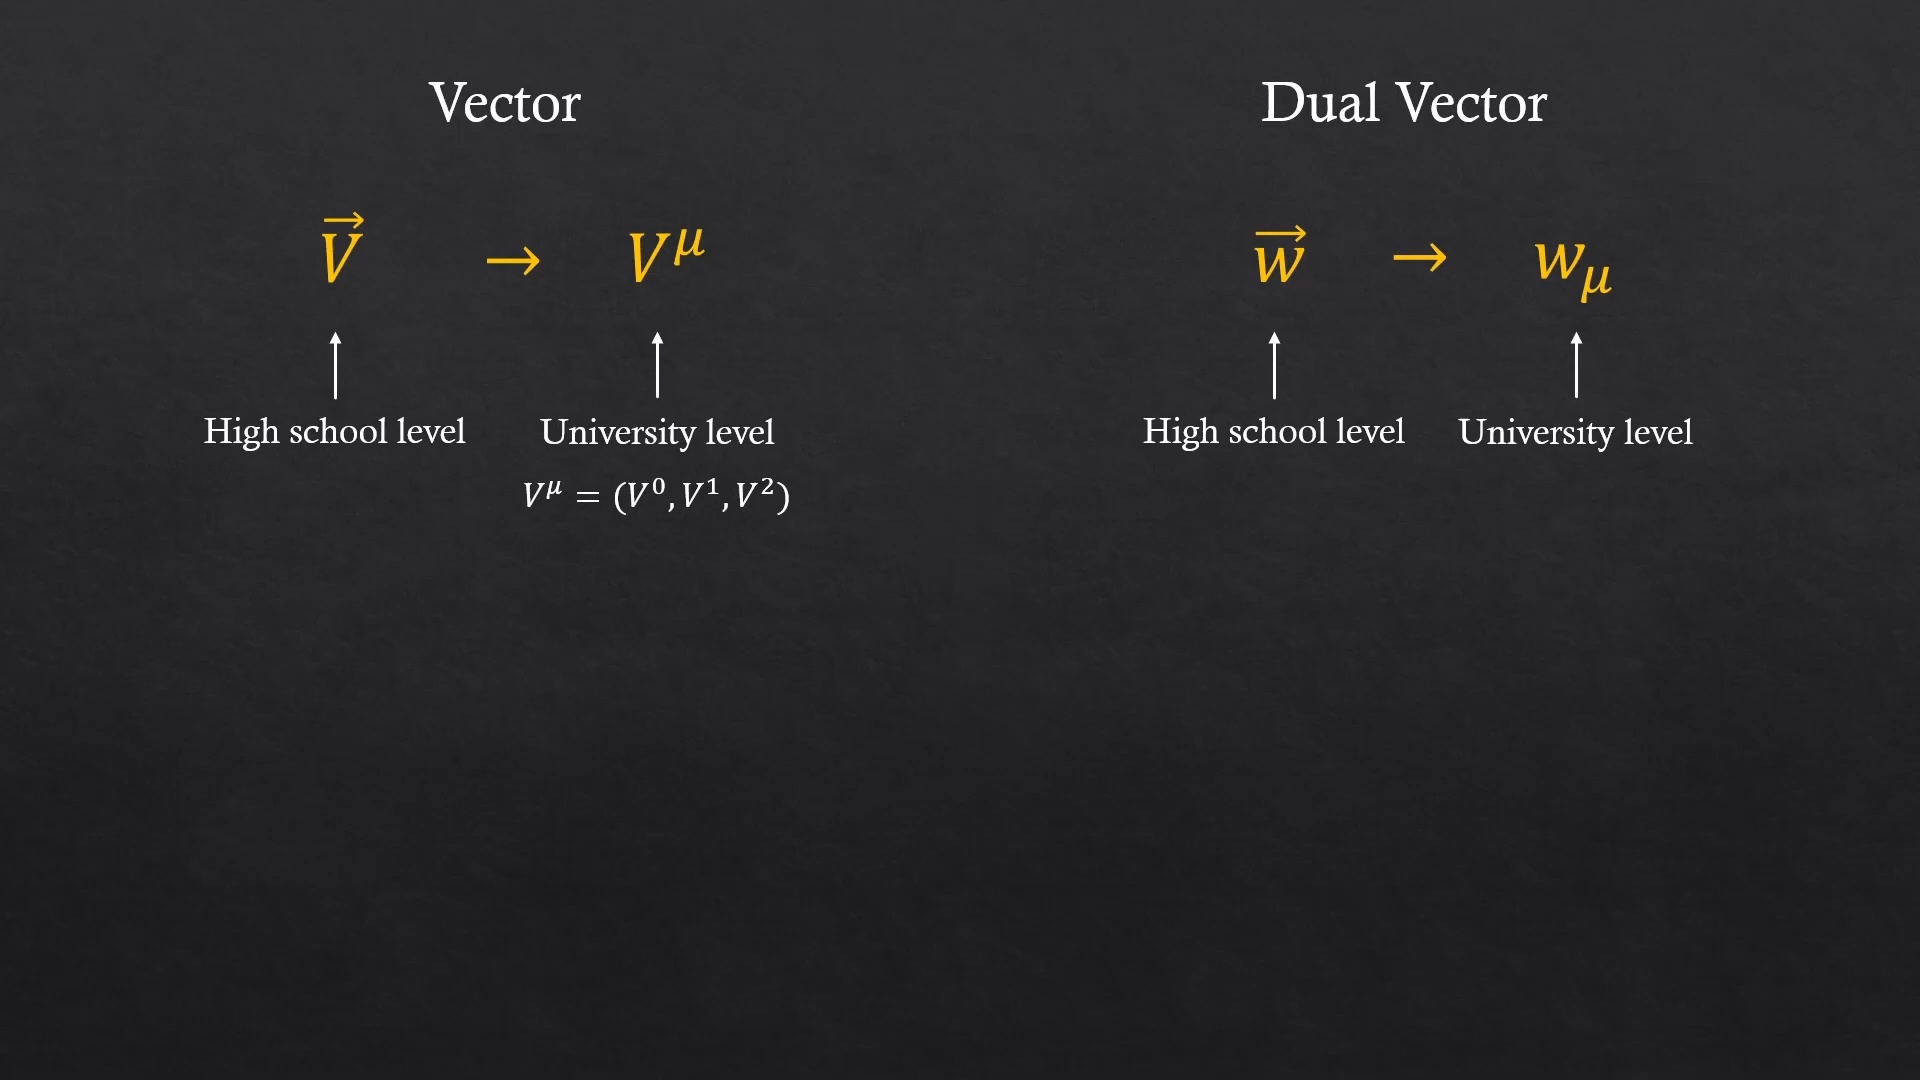 Vector
Dual Vector
V⃗ → V^μ
w⃗ → w_μ
High school level
University level
High school level
University level
V^μ = (V^0, V^1, V^2)